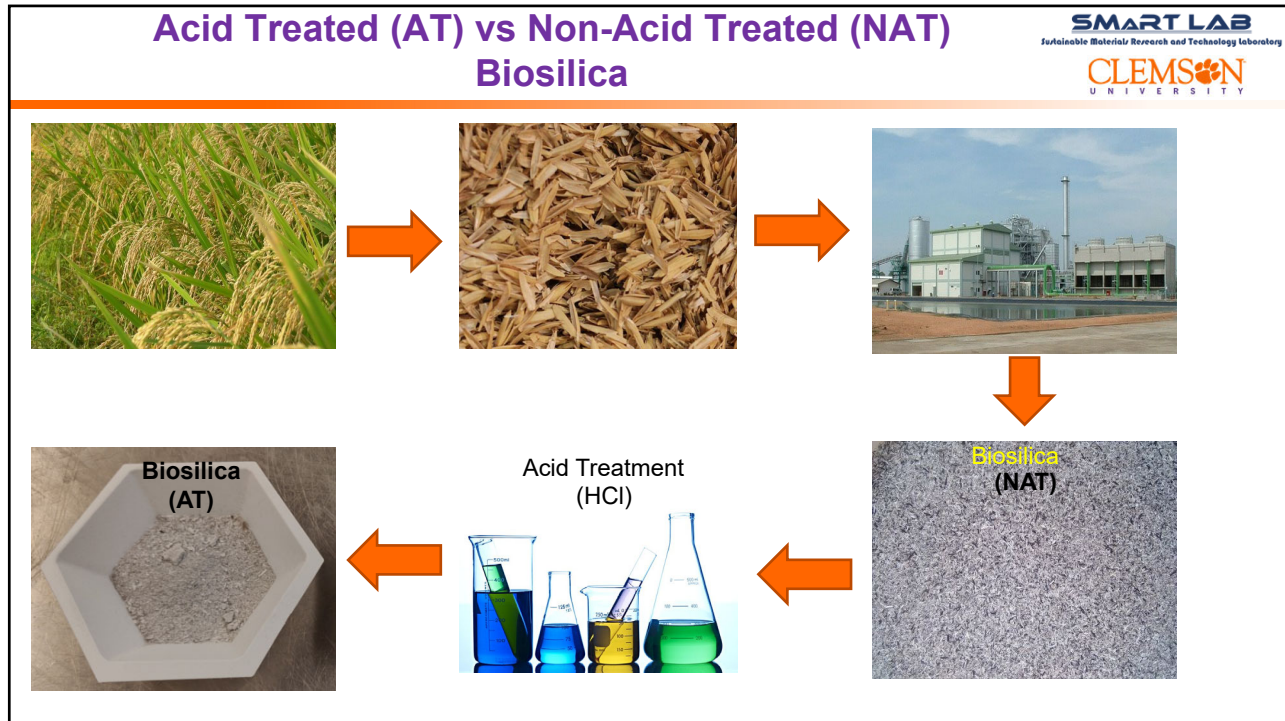 Acid Treated (AT) vs Non-Acid Treated (NAT)
Biosilica
SMART LAB
Sustainable Materials Research and Technology Laboratory
CLEMSON
UNIVERSITY
Biosilica
(NAT)
Acid Treatment
(HCl)
Biosilica
(AT)